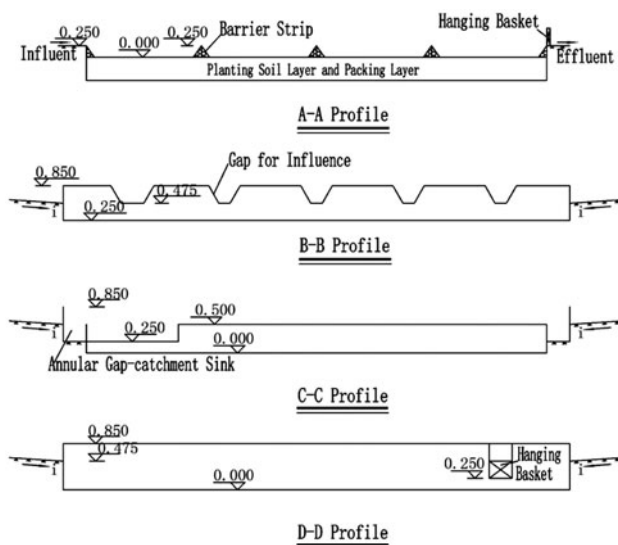 Hanging Basket
0.250
0.000
0.250
Barrier Strip
Influent
Effluent
Planting Soil Layer and Packing Layer
A-A Profile
0.850
Gap for Influence
0.475
0.250
i
i
B-B Profile
0.850
0.500
0.250
0.000
i
i
Annular Gap-catchment Sink
C-C Profile
0.850
0.475
0.250
Hanging
Basket
0.000
i
i
D-D Profile